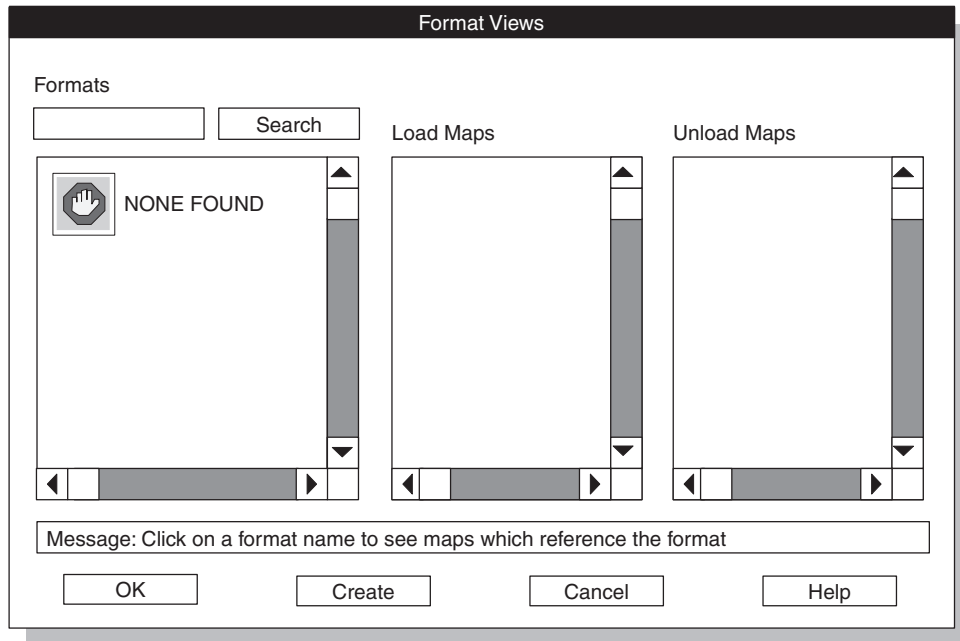 Format Views
Formats
Search
Load Maps
Unload Maps
NONE FOUND
Message: Click on a format name to see maps which reference the format
OK
Create
Cancel
Help